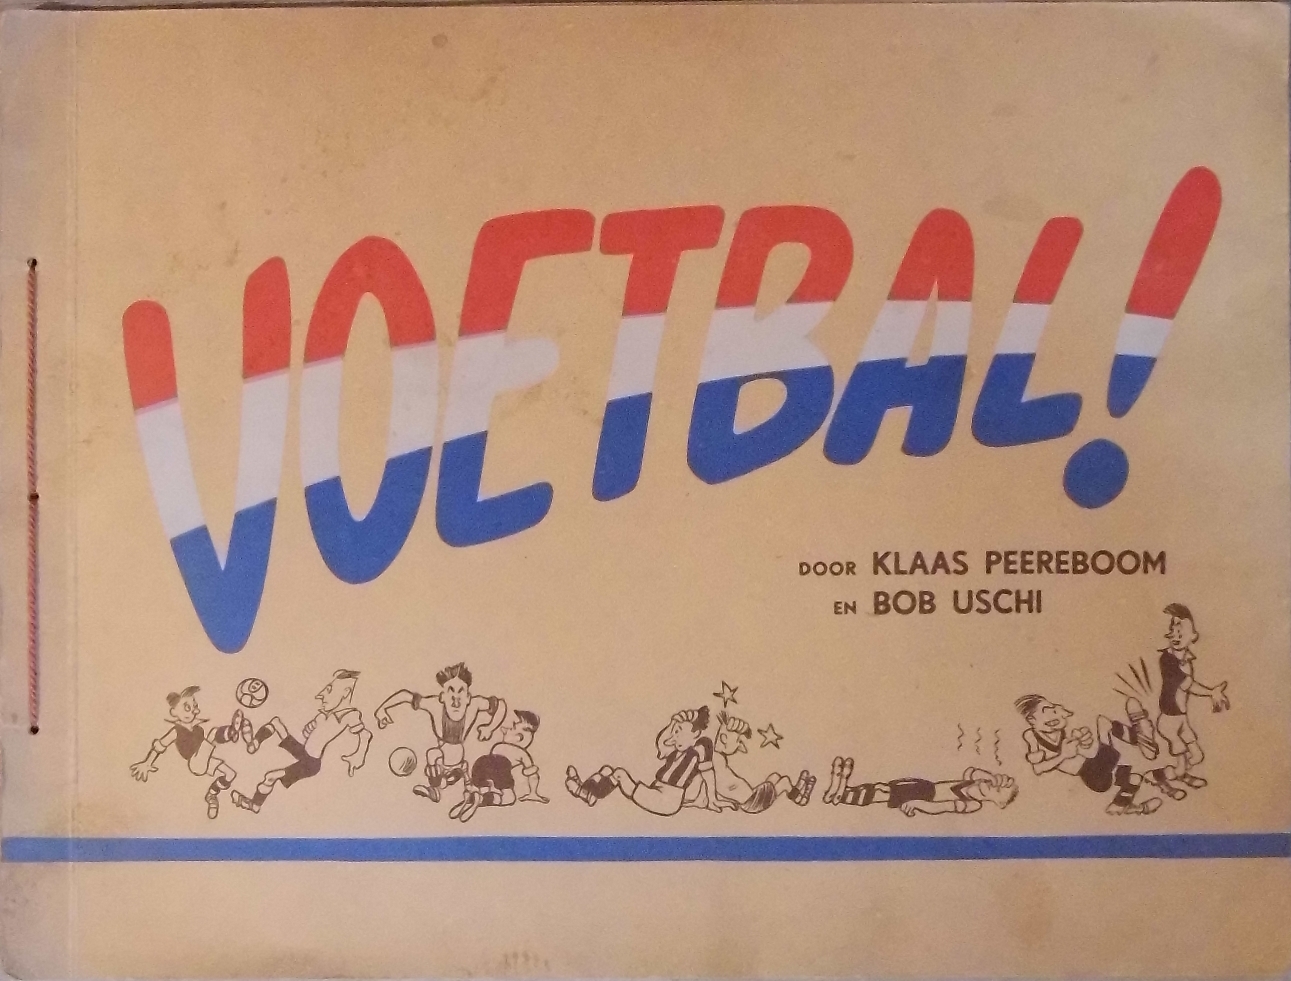 VOETBAL!
DOOR KLAAS PEEREBOOM
EN BOB USCHI